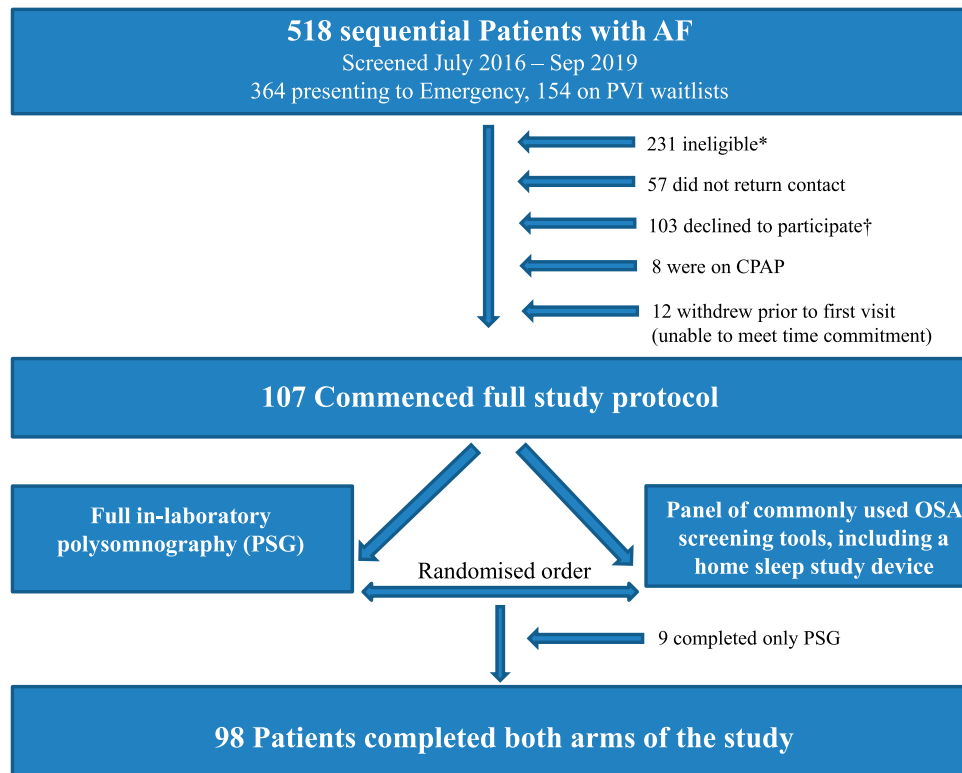 518 sequential Patients with AF
Screened July 2016 – Sep 2019
364 presenting to Emergency, 154 on PVI waitlists
231 ineligible*
57 did not return contact
103 declined to participate†
8 were on CPAP
12 withdrew prior to first visit
(unable to meet time commitment)
107 Commenced full study protocol
Full in-laboratory
polysomnography (PSG)
Panel of commonly used OSA
screening tools, including a
home sleep study device
Randomised order
9 completed only PSG
98 Patients completed both arms of the study